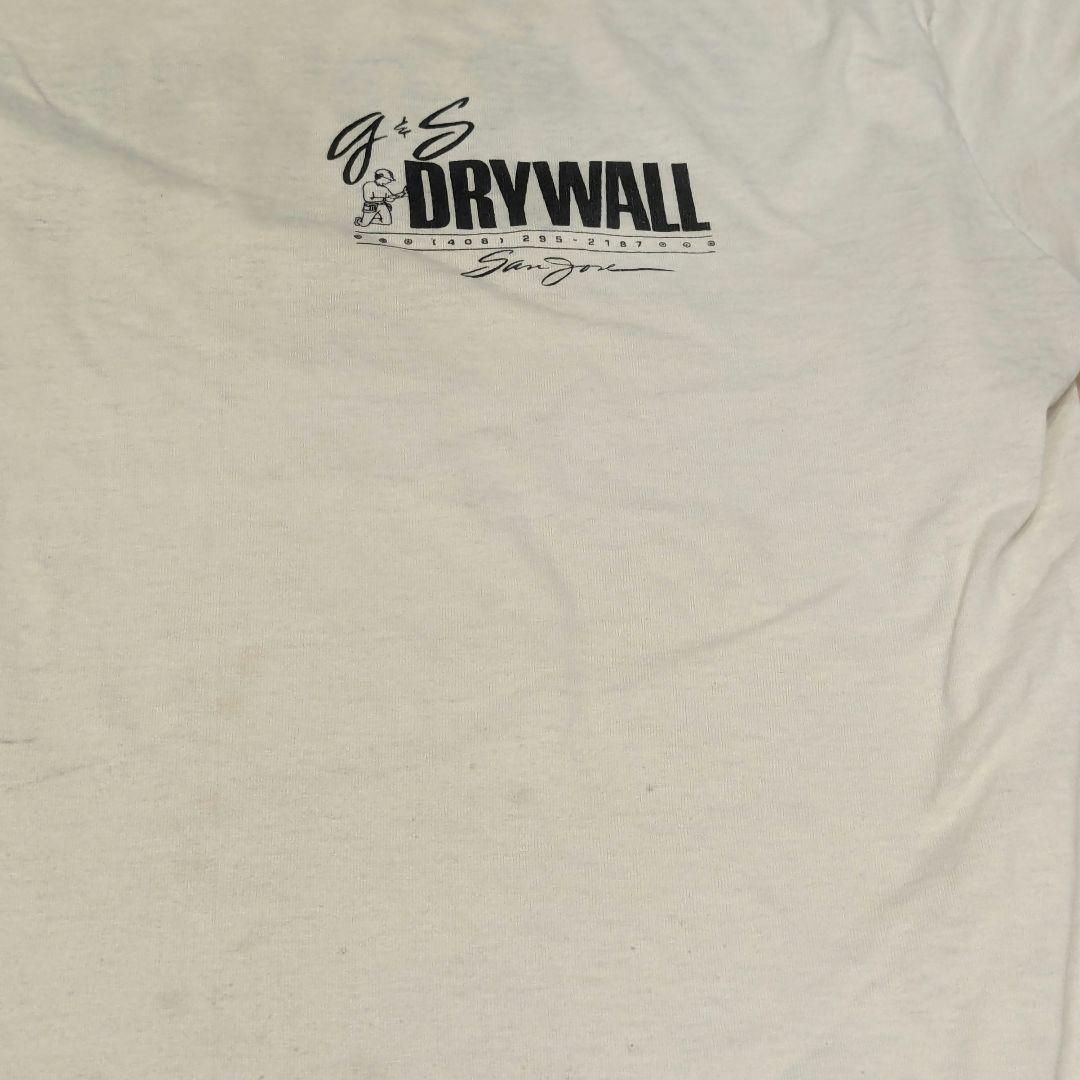 G & S
DRYWALL
(408) 295-2187
San Jose